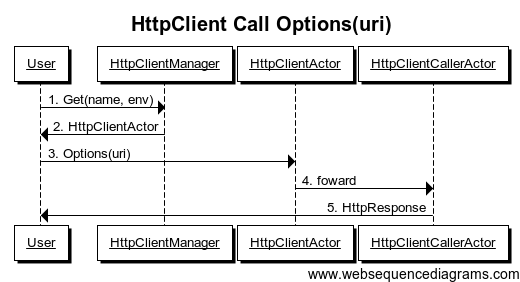 HttpClient Call Options(uri)
User HttpClientManager HttpClientActor HttpClientCallerActor
1. Get(name, env)
2. HttpClientActor
3. Options(uri)
4. foward
5. HttpResponse
User HttpClientManager HttpClientActor HttpClientCallerActor
www.websequencediagrams.com